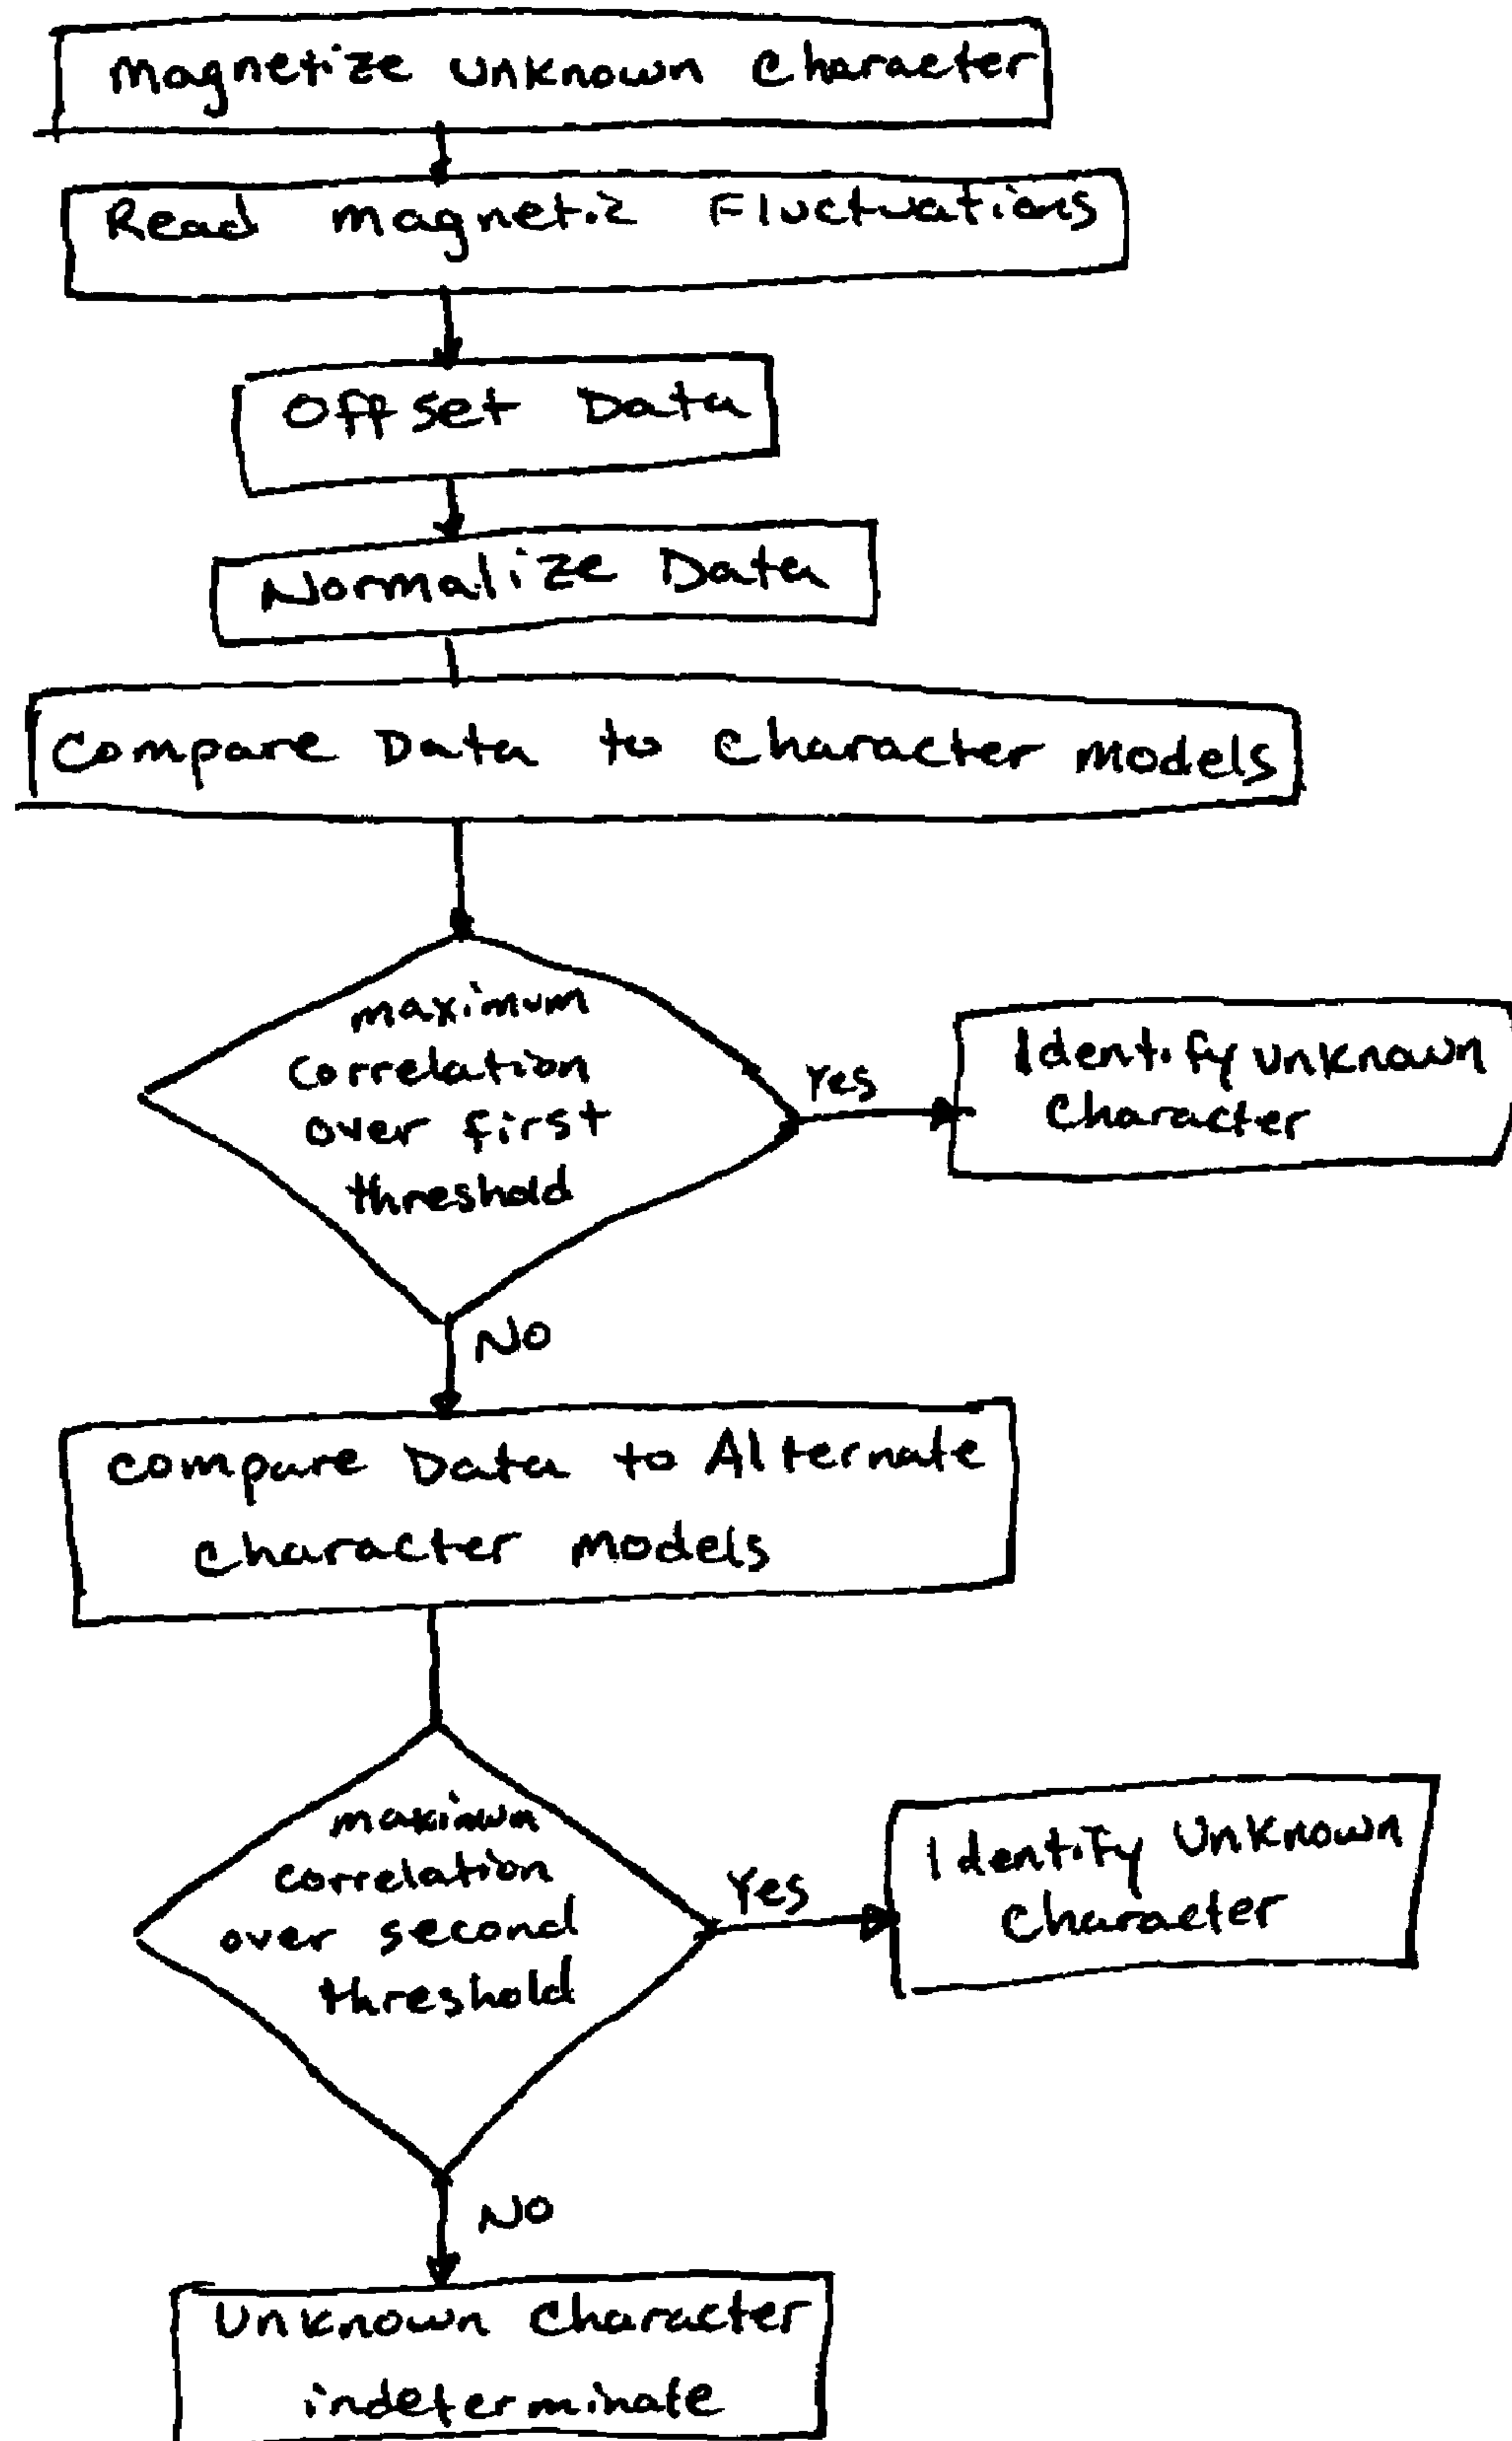 Magnetize Unknown Character
Read Magnetic Fluctuations
Offset Data
Normalize Data
Compare Data to Character Models
maximum
correlation
over first
threshold
Yes
Identify unknown
Character
NO
Compare Data to Alternate
Character Models
maximum
correlation
over second
threshold
Yes
Identify Unknown
Character
NO
Unknown Character
indeterminate